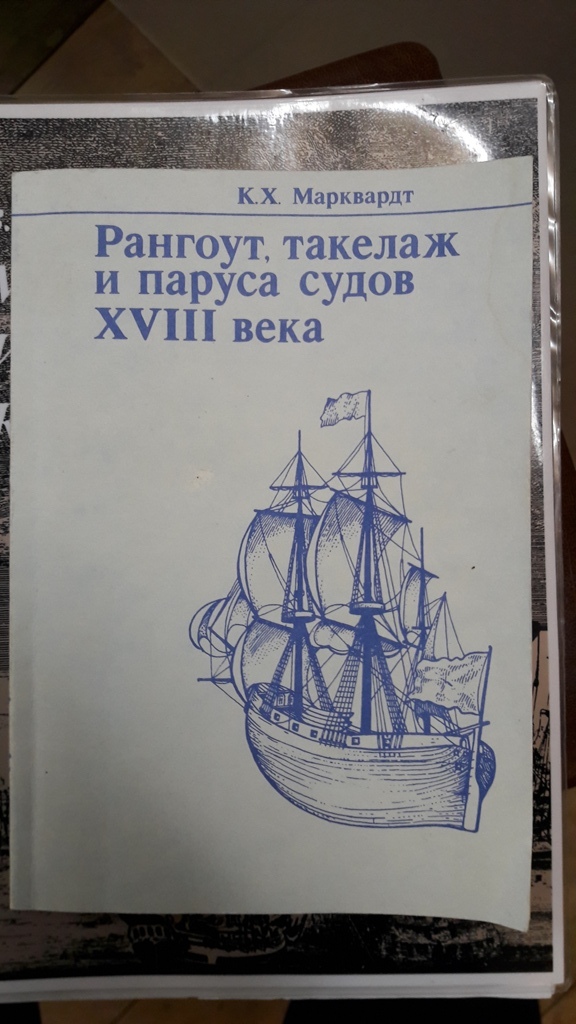 К.Х. Марквардт
Рангоут, такелаж
и паруса судов
XVIII века